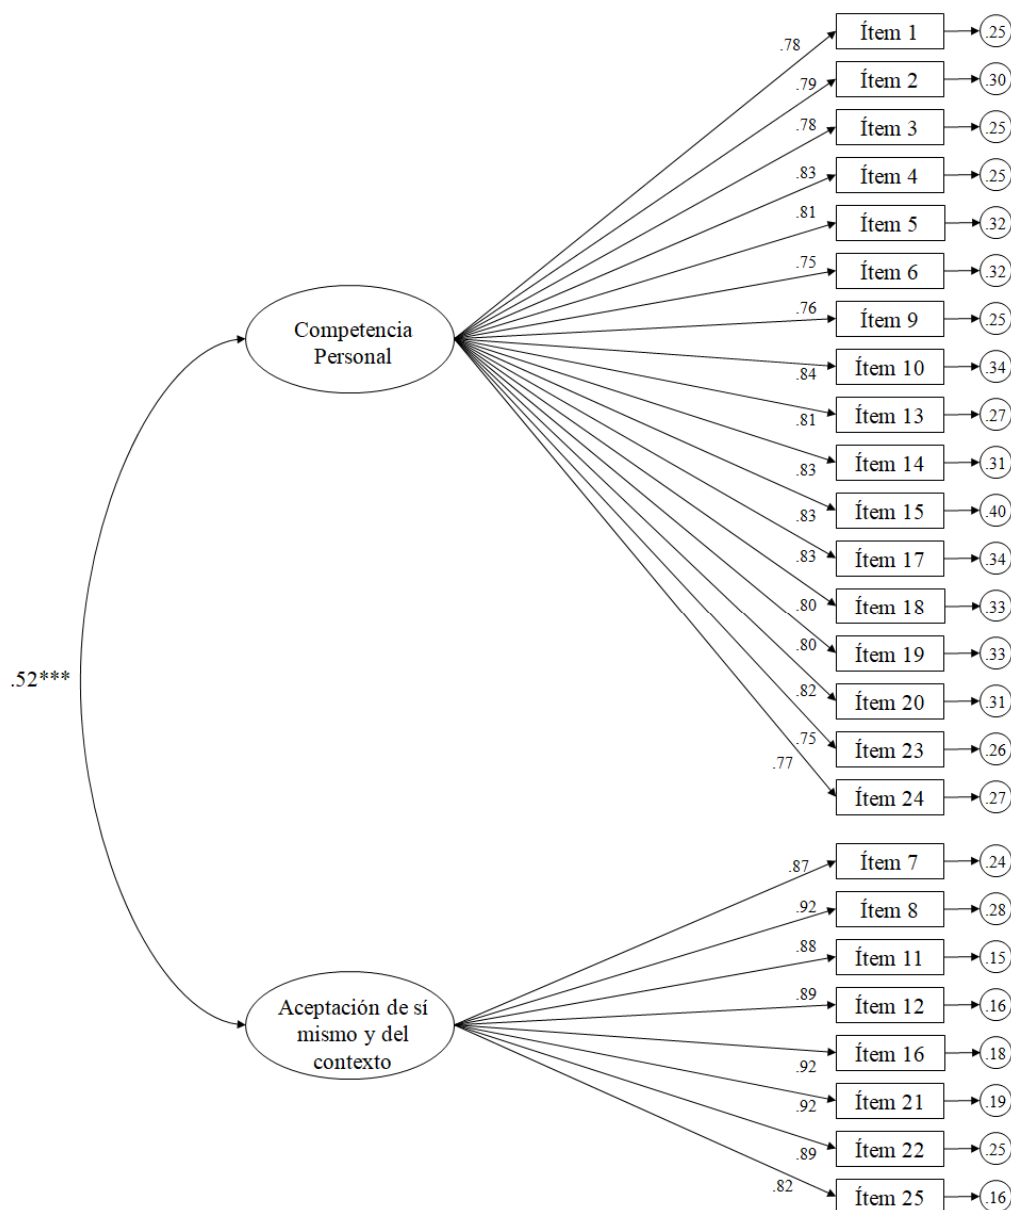 .78 Ítem 1 .25
.79 Ítem 2 .30
.78 Ítem 3 .25
.83 Ítem 4 .25
.81 Ítem 5 .32
.75 Ítem 6 .32
.76 Ítem 9 .25
.84 Ítem 10 .34
.81 Ítem 13 .27
.83 Ítem 14 .31
.83 Ítem 15 .40
.83 Ítem 17 .34
.80 Ítem 18 .33
.80 Ítem 19 .33
.82 Ítem 20 .31
.75 Ítem 23 .26
.77 Ítem 24 .27
Competencia
Personal
.52***
.87 Ítem 7 .24
.92 Ítem 8 .28
.88 Ítem 11 .15
.89 Ítem 12 .16
.92 Ítem 16 .18
.92 Ítem 21 .19
.89 Ítem 22 .25
.82 Ítem 25 .16
Aceptación de sí
mismo y del
contexto